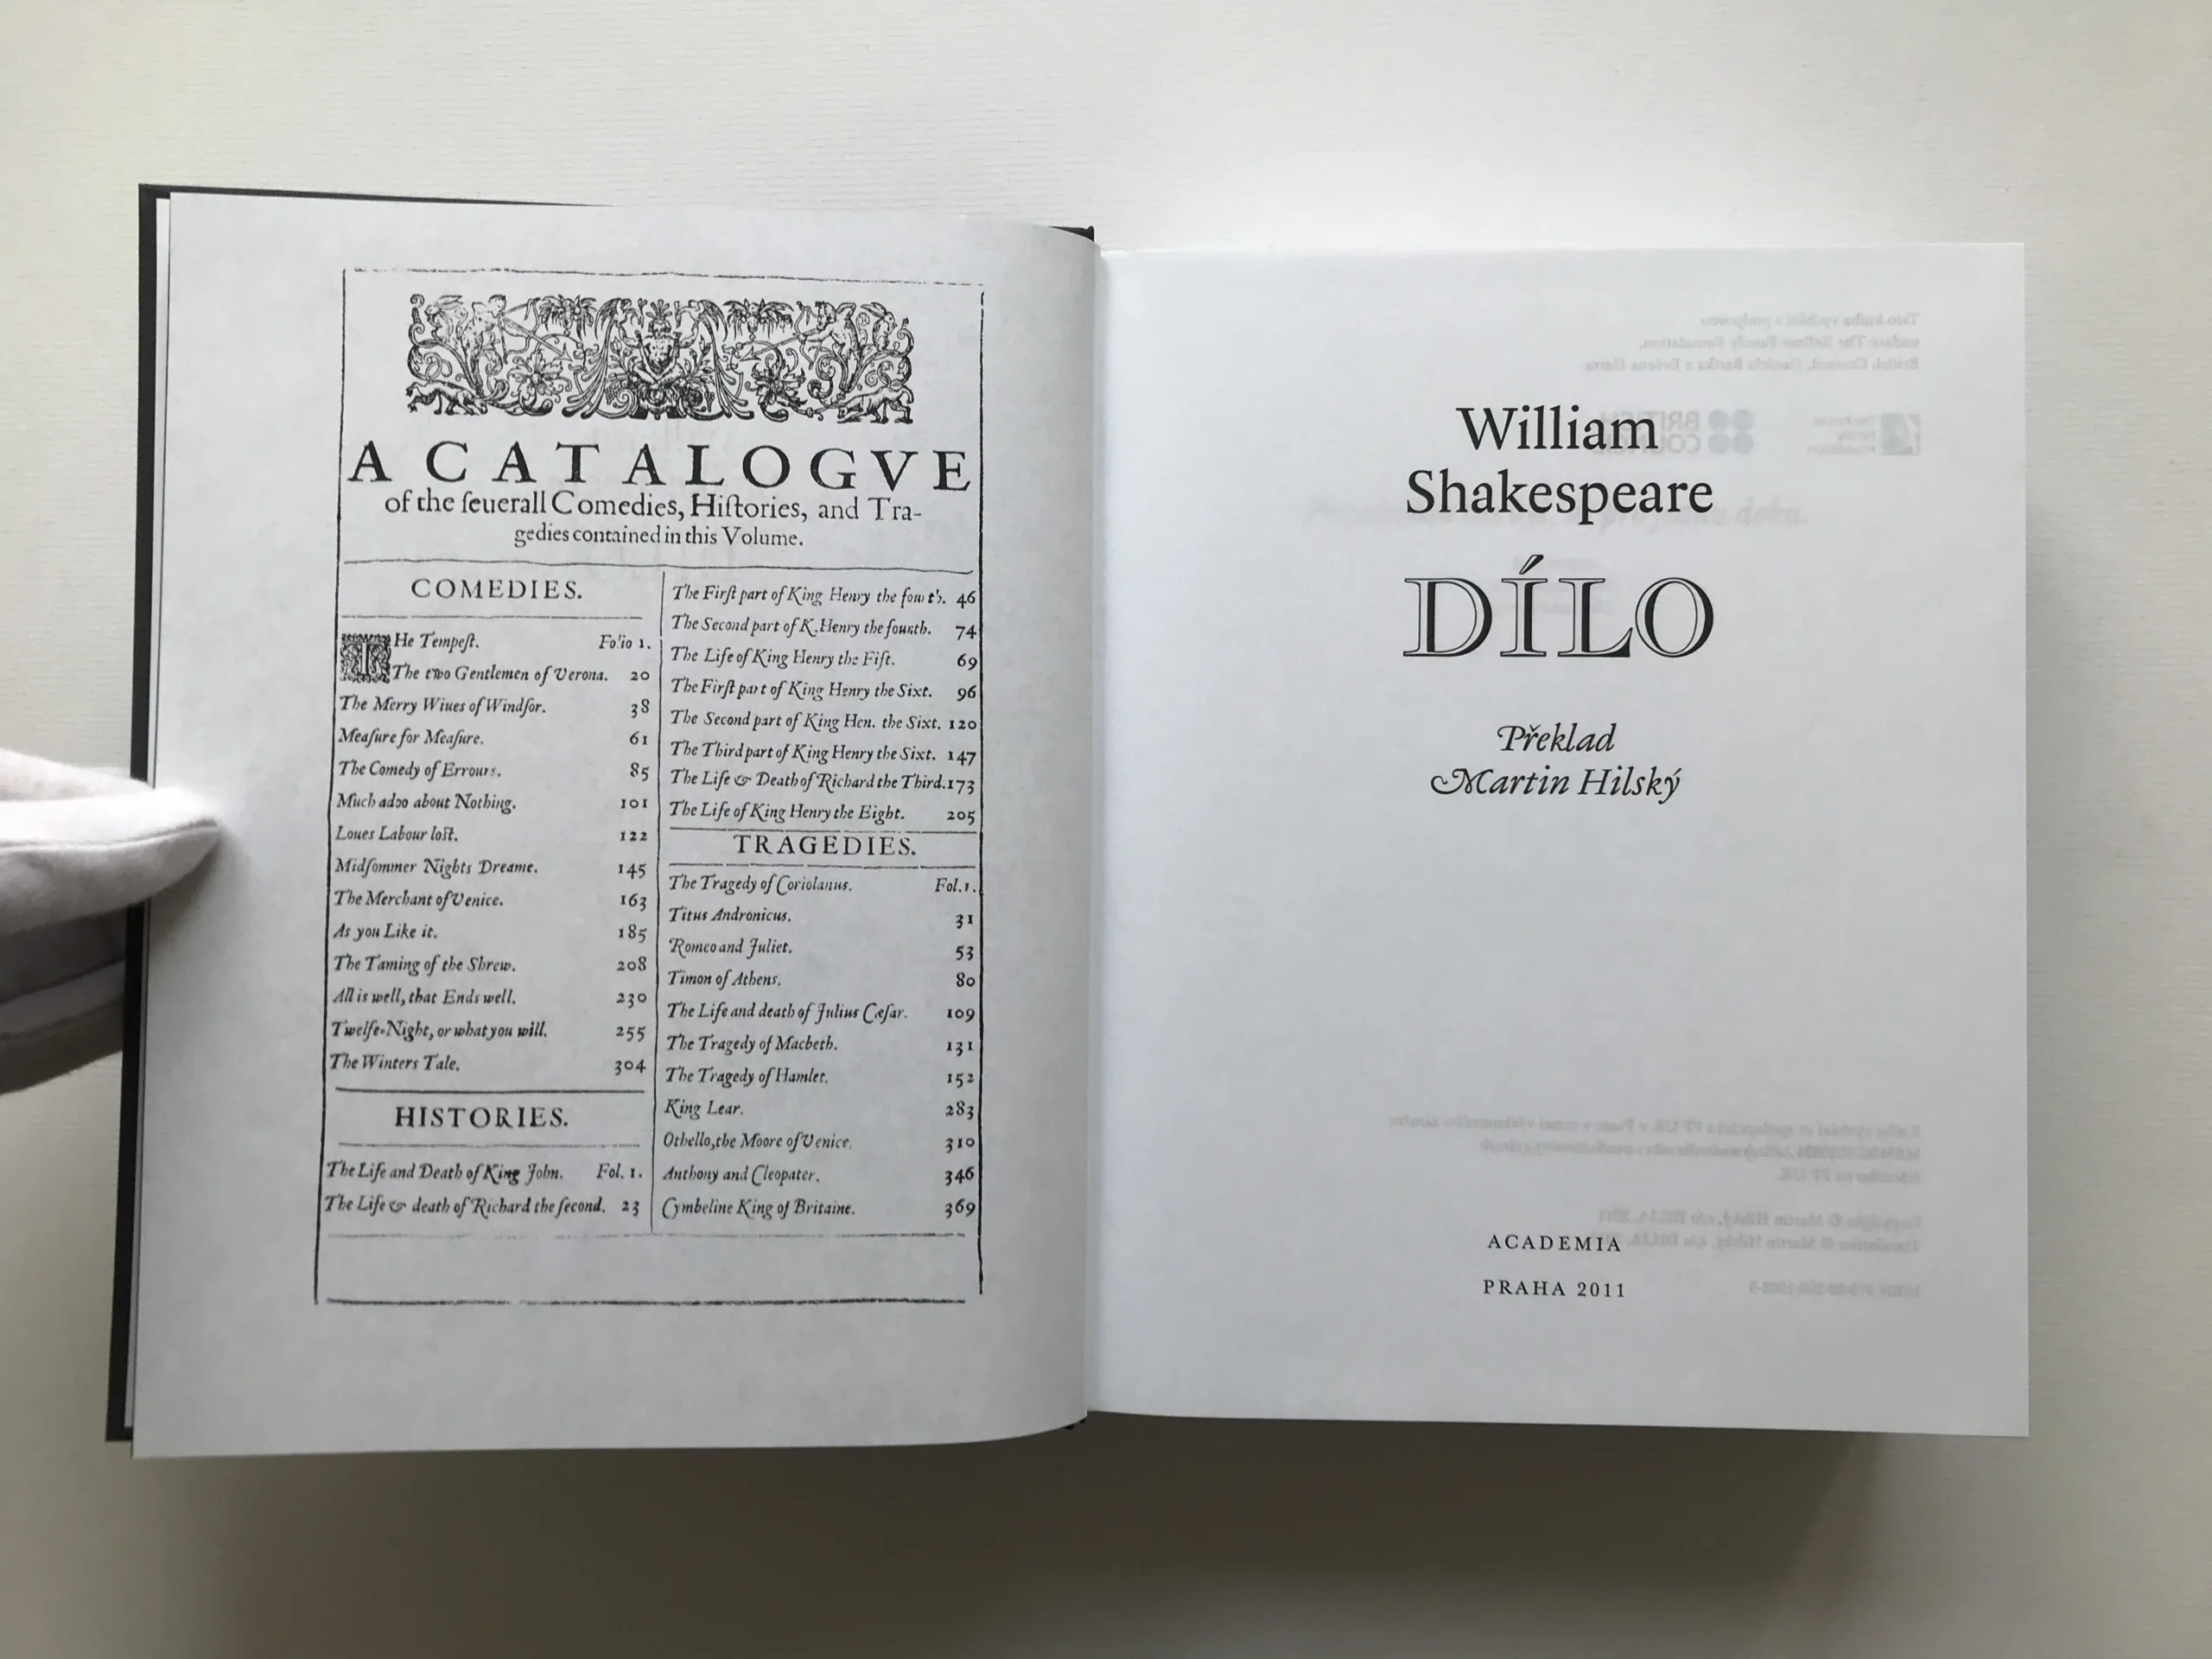 A CATALOGVE
of the ſeuerall Comedies, Hiſtories, and Tra-
gedies contained in this Volume.
COMEDIES.
THe Tempeſt. Folio 1.
The two Gentlemen of Verona. 20
The Merry Wiues of Windſor. 38
Meaſure for Meaſure. 61
The Comedy of Errours. 85
Much adoo about Nothing. 101
Loues Labour loſt. 122
Midſommer Nights Dreame. 145
The Merchant of Venice. 163
As you Like it. 185
The Taming of the Shrew. 208
All is well, that Ends well. 230
Twelfe-Night, or what you will. 255
The Winters Tale. 304
HISTORIES.
The Life and Death of King John. Fol. 1.
The Life & death of Richard the ſecond. 23
The Firſt part of King Henry the fourth. 46
The Second part of K. Henry the fourth. 74
The Life of King Henry the Fift. 69
The Firſt part of King Henry the Sixt. 96
The Second part of King Hen. the Sixt. 120
The Third part of King Henry the Sixt. 147
The Life & Death of Richard the Third. 173
The Life of King Henry the Eight. 205
TRAGEDIES.
The Tragedy of Coriolanus. Fol. 1.
Titus Andronicus. 31
Romeo and Juliet. 53
Timon of Athens. 80
The Life and death of Julius Cæſar. 109
The Tragedy of Macbeth. 131
The Tragedy of Hamlet. 152
King Lear. 283
Othello, the Moore of Venice. 310
Anthony and Cleopater. 346
Cymbeline King of Britaine. 369
William
Shakespeare
DÍLO
Překlad
Martin Hilský
ACADEMIA
PRAHA 2011